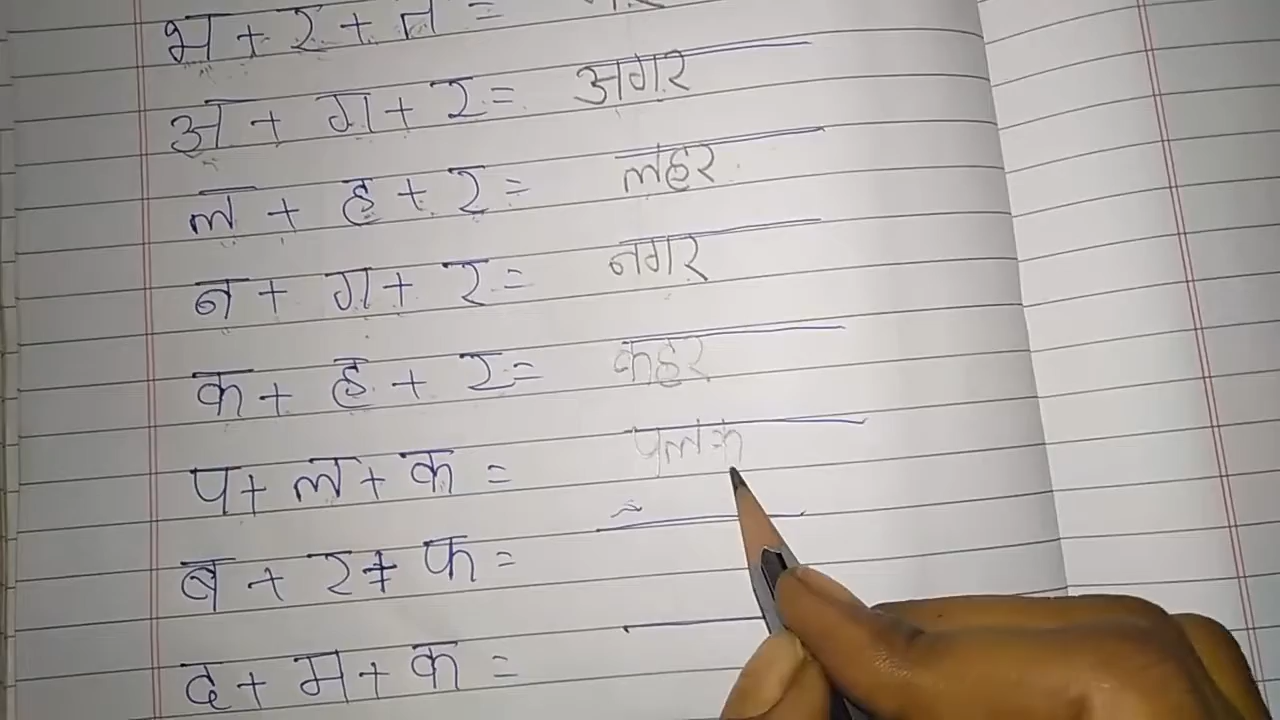 भ + र + त =
अ + ग + र = अगर
ल + ह + र = लहर
न + ग + र = नगर
क + ह + र = कहर
प + ल + क = पलक
ब + र + फ =
द + म + क =